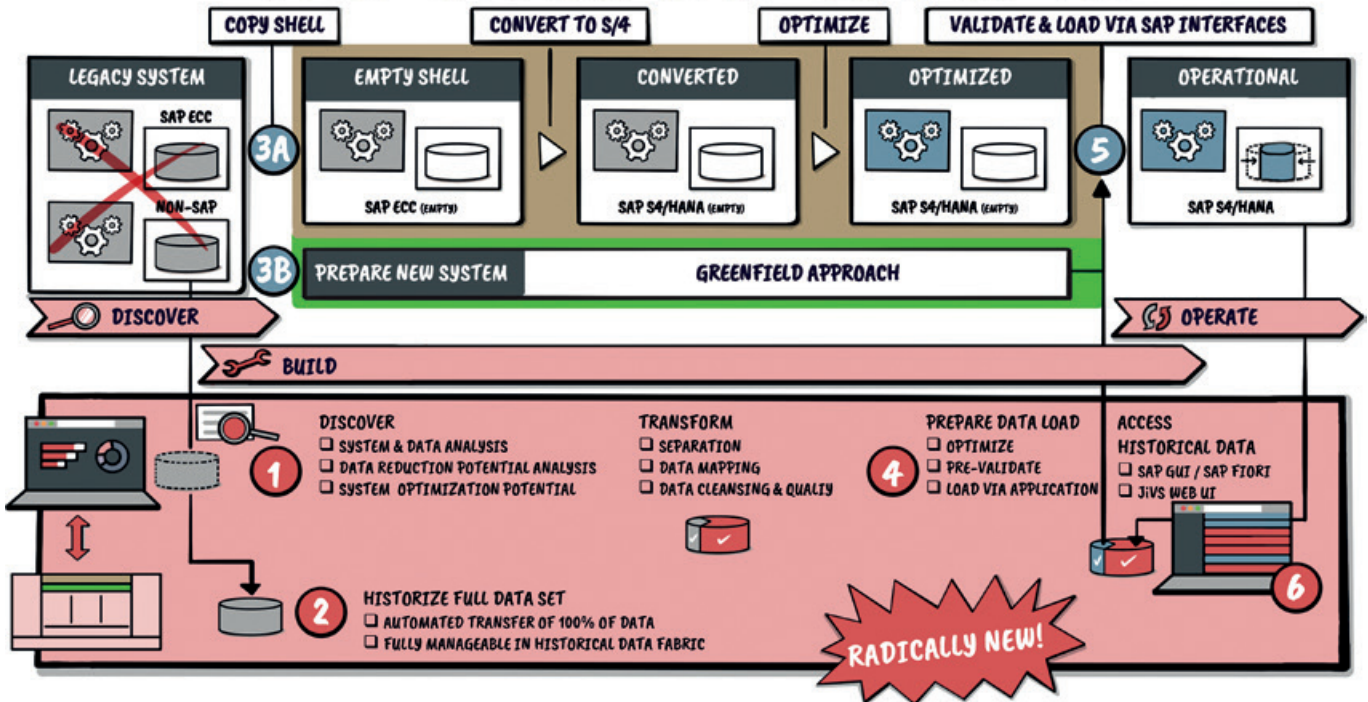 COPY SHELL
CONVERT TO S/4
OPTIMIZE
VALIDATE & LOAD VIA SAP INTERFACES
LEGACY SYSTEM
SAP ECC
NON-SAP
3A
EMPTY SHELL
SAP ECC (EMPTY)
CONVERTED
SAP S4/HANA (EMPTY)
OPTIMIZED
SAP S4/HANA (EMPTY)
5
OPERATIONAL
SAP S4/HANA
3B
PREPARE NEW SYSTEM
GREENFIELD APPROACH
DISCOVER
OPERATE
BUILD
1
DISCOVER
SYSTEM & DATA ANALYSIS
DATA REDUCTION POTENTIAL ANALYSIS
SYSTEM OPTIMIZATION POTENTIAL
TRANSFORM
SEPARATION
DATA MAPPING
DATA CLEANSING & QUALIY
4
PREPARE DATA LOAD
OPTIMIZE
PRE-VALIDATE
LOAD VIA APPLICATION
ACCESS
HISTORICAL DATA
SAP GUI / SAP FIORI
JiVS WEB UI
6
2
HISTORIZE FULL DATA SET
AUTOMATED TRANSFER OF 100% OF DATA
FULLY MANAGEABLE IN HISTORICAL DATA FABRIC
RADICALLY NEW!